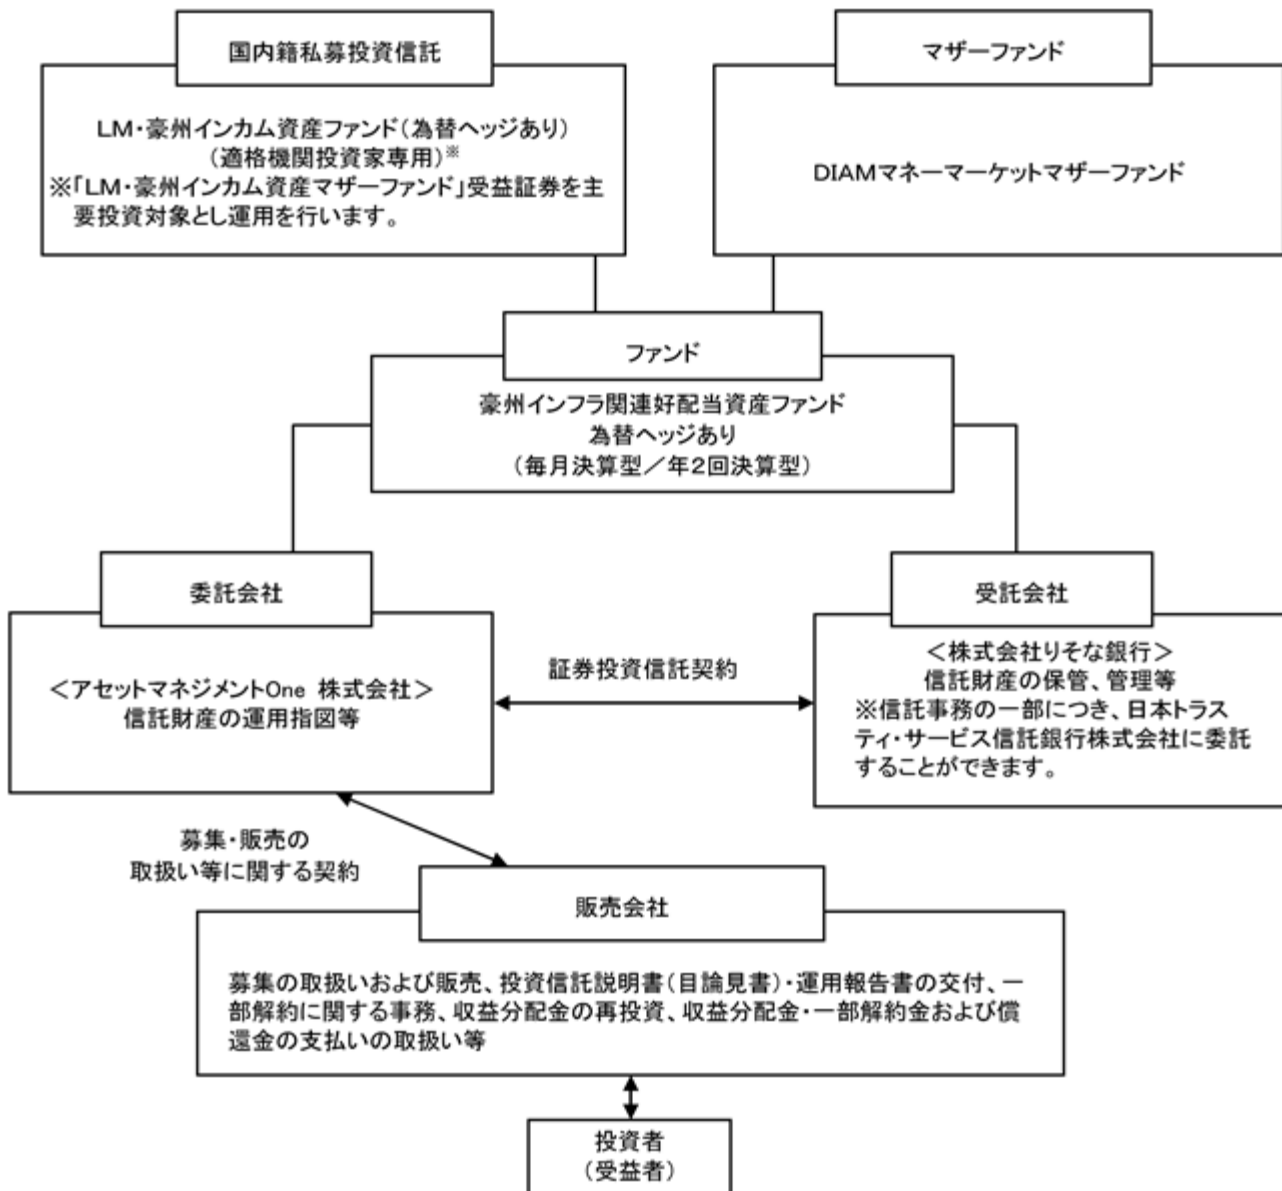 国内籍私募投資信託
マザーファンド
LM・豪州インカム資産ファンド(為替ヘッジあり)
(適格機関投資家専用)※
※「LM・豪州インカム資産マザーファンド」受益証券を主
要投資対象とし運用を行います。
DIAMマネーマーケットマザーファンド
ファンド
豪州インフラ関連好配当資産ファンド
為替ヘッジあり
(毎月決算型/年2回決算型)
委託会社
受託会社
<アセットマネジメントOne 株式会社>
信託財産の運用指図等
証券投資信託契約
<株式会社りそな銀行>
信託財産の保管、管理等
※信託事務の一部につき、日本トラス
ティ・サービス信託銀行株式会社に委託
することができます。
募集・販売の
取扱い等に関する契約
販売会社
募集の取扱いおよび販売、投資信託説明書(目論見書)・運用報告書の交付、一
部解約に関する事務、収益分配金の再投資、収益分配金・一部解約金および償
還金の支払いの取扱い等
投資者
(受益者)